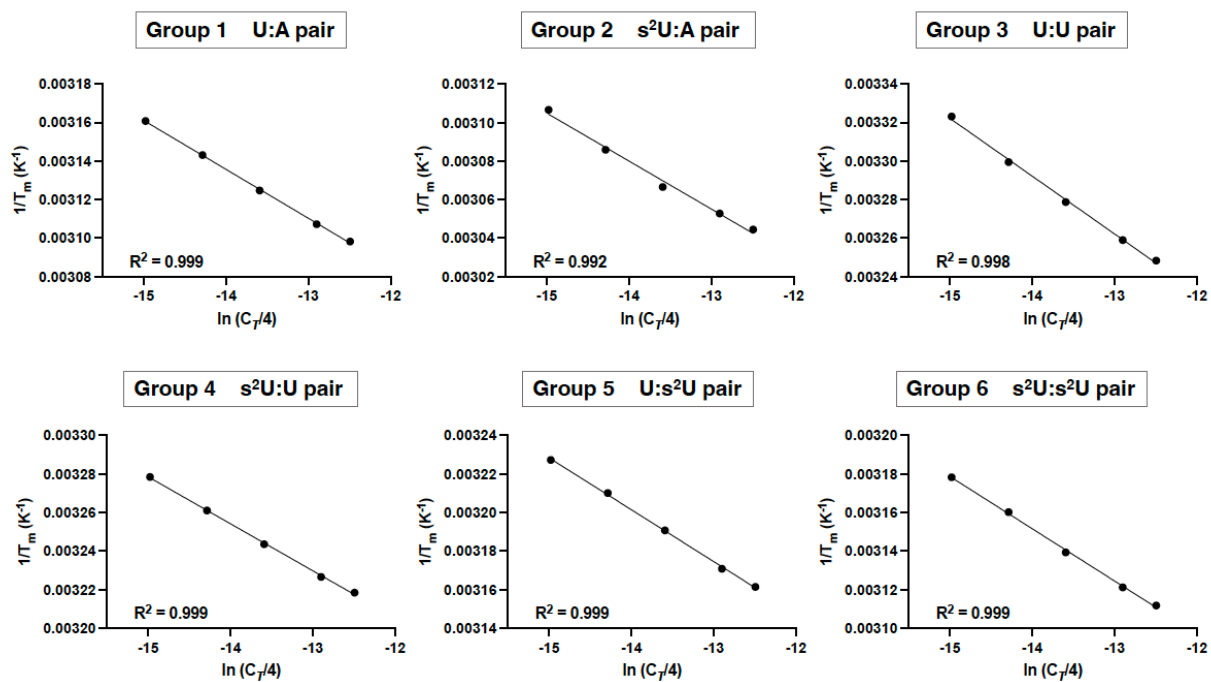 Group 1 U:A pair
0.00318
0.00316
0.00314
0.00312
0.00310
0.00308
1/Tm (K-1)
R2 = 0.999
-15 -14 -13 -12
ln (CT/4)
Group 2 s2U:A pair
0.00312
0.00310
0.00308
0.00306
0.00304
0.00302
1/Tm (K-1)
R2 = 0.992
-15 -14 -13 -12
ln (CT/4)
Group 3 U:U pair
0.00334
0.00332
0.00330
0.00328
0.00326
0.00324
1/Tm (K-1)
R2 = 0.998
-15 -14 -13 -12
ln (CT/4)
Group 4 s2U:U pair
0.00330
0.00328
0.00326
0.00324
0.00322
0.00320
1/Tm (K-1)
R2 = 0.999
-15 -14 -13 -12
ln (CT/4)
Group 5 U:s2U pair
0.00324
0.00322
0.00320
0.00318
0.00316
0.00314
1/Tm (K-1)
R2 = 0.999
-15 -14 -13 -12
ln (CT/4)
Group 6 s2U:s2U pair
0.00320
0.00318
0.00316
0.00314
0.00312
0.00310
1/Tm (K-1)
R2 = 0.999
-15 -14 -13 -12
ln (CT/4)